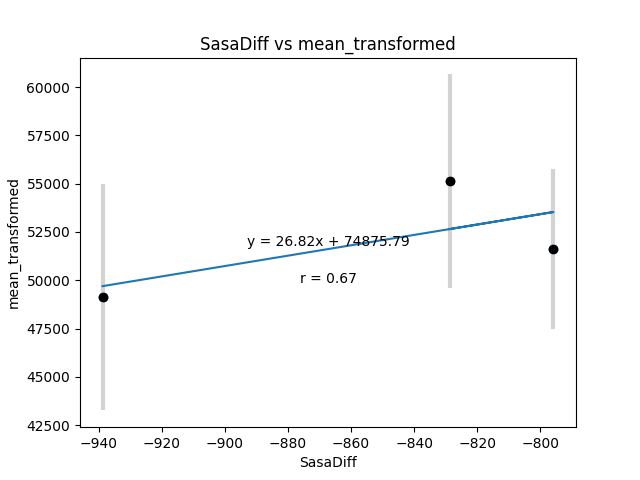 SasaDiff vs mean_transformed
60000
57500
55000
52500
50000
47500
45000
42500
mean_transformed
y = 26.82x + 74875.79
r = 0.67
−940 −920 −900 −880 −860 −840 −820 −800
SasaDiff